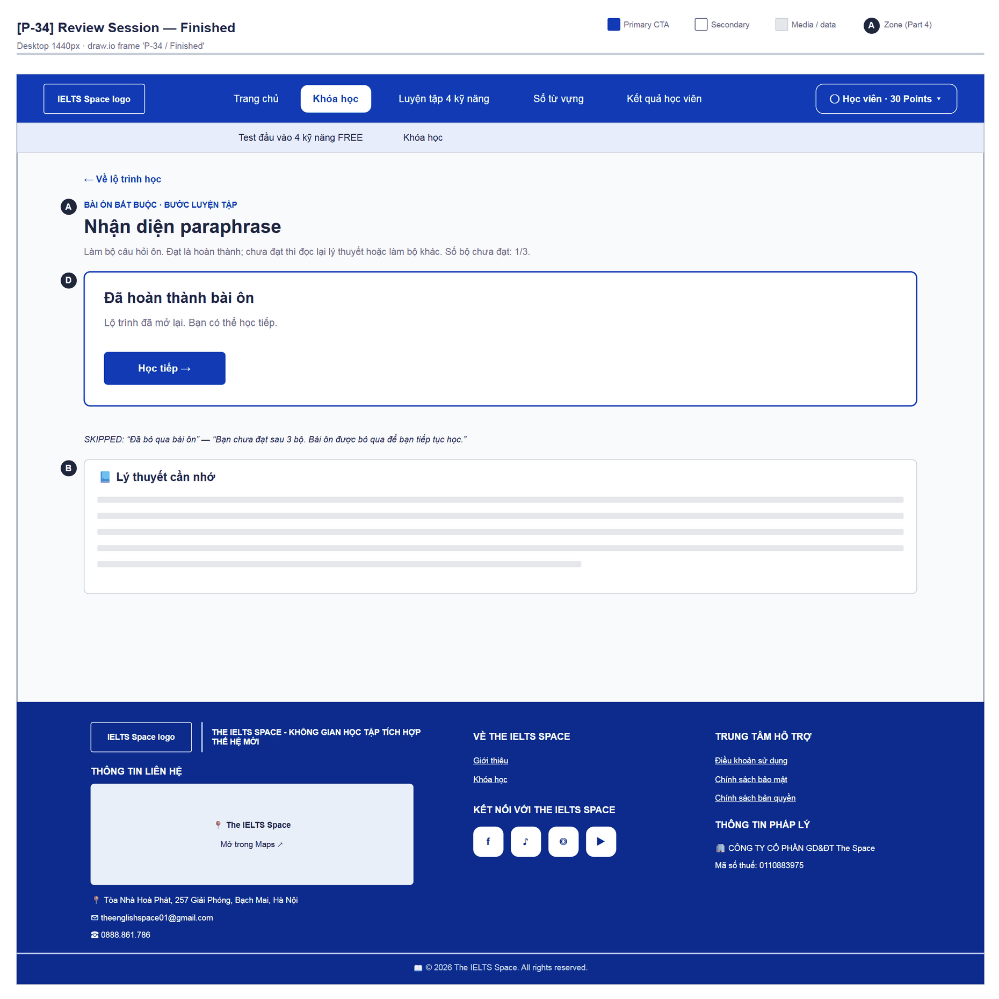 [P-34] Review Session — Finished
Primary CTA
Secondary
Media / data
A Zone (Part 4)
Desktop 1440px · draw.io frame 'P-34 / Finished'
IELTS Space logo
Trang chủ
Khóa học
Luyện tập 4 kỹ năng
Sổ từ vựng
Kết quả học viên
Học viên · 30 Points ▾
Test đầu vào 4 kỹ năng FREE
Khóa học
← Về lộ trình học
A
BÀI ÔN BẮT BUỘC · BƯỚC LUYỆN TẬP
Nhận diện paraphrase
Làm bộ câu hỏi ôn. Đạt là hoàn thành; chưa đạt thì đọc lại lý thuyết hoặc làm bộ khác. Số bộ chưa đạt: 1/3.
D
Đã hoàn thành bài ôn
Lộ trình đã mở lại. Bạn có thể học tiếp.
Học tiếp →
SKIPPED: “Đã bỏ qua bài ôn” — “Bạn chưa đạt sau 3 bộ. Bài ôn được bỏ qua để bạn tiếp tục học.”
B
📘 Lý thuyết cần nhớ
IELTS Space logo
THE IELTS SPACE - KHÔNG GIAN HỌC TẬP TÍCH HỢP
THẾ HỆ MỚI
THÔNG TIN LIÊN HỆ
📍 The IELTS Space
Mở trong Maps ↗
📍 Tòa Nhà Hoà Phát, 257 Giải Phóng, Bạch Mai, Hà Nội
✉ theenglishspace01@gmail.com
☎ 0888.861.786
VỀ THE IELTS SPACE
Giới thiệu
Khóa học
KẾT NỐI VỚI THE IELTS SPACE
f ♪ ◎ ▶
TRUNG TÂM HỖ TRỢ
Điều khoản sử dụng
Chính sách bảo mật
Chính sách bản quyền
THÔNG TIN PHÁP LÝ
🏢 CÔNG TY CỔ PHẦN GD&ĐT The Space
Mã số thuế: 0110883975
📖 © 2026 The IELTS Space. All rights reserved.